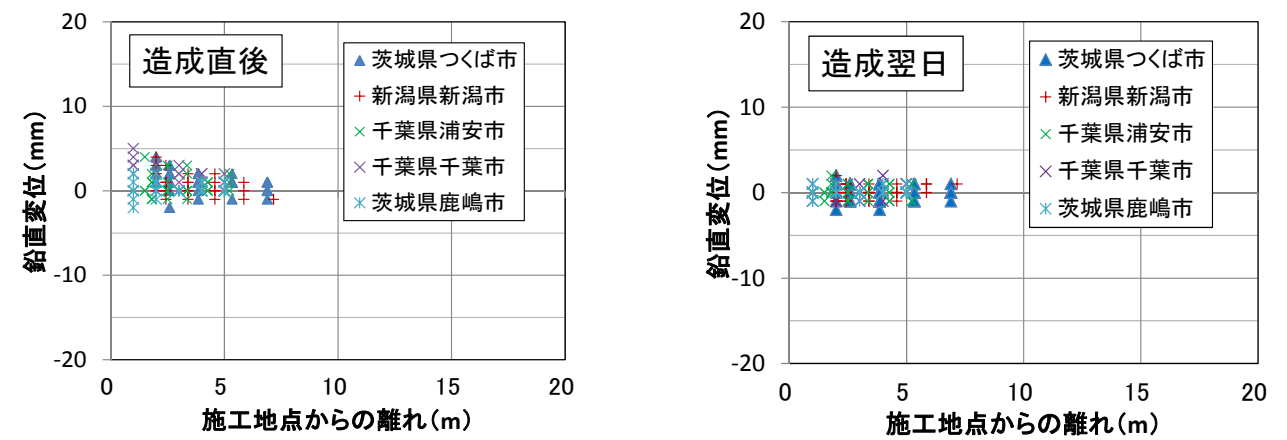 造成直後
茨城県つくば市
新潟県新潟市
千葉県浦安市
千葉県千葉市
茨城県鹿嶋市
20
10
0
-10
-20
鉛直変位(mm)
0 5 10 15 20
施工地点からの離れ(m)
造成翌日
茨城県つくば市
新潟県新潟市
千葉県浦安市
千葉県千葉市
茨城県鹿嶋市
20
10
0
-10
-20
鉛直変位(mm)
0 5 10 15 20
施工地点からの離れ(m)